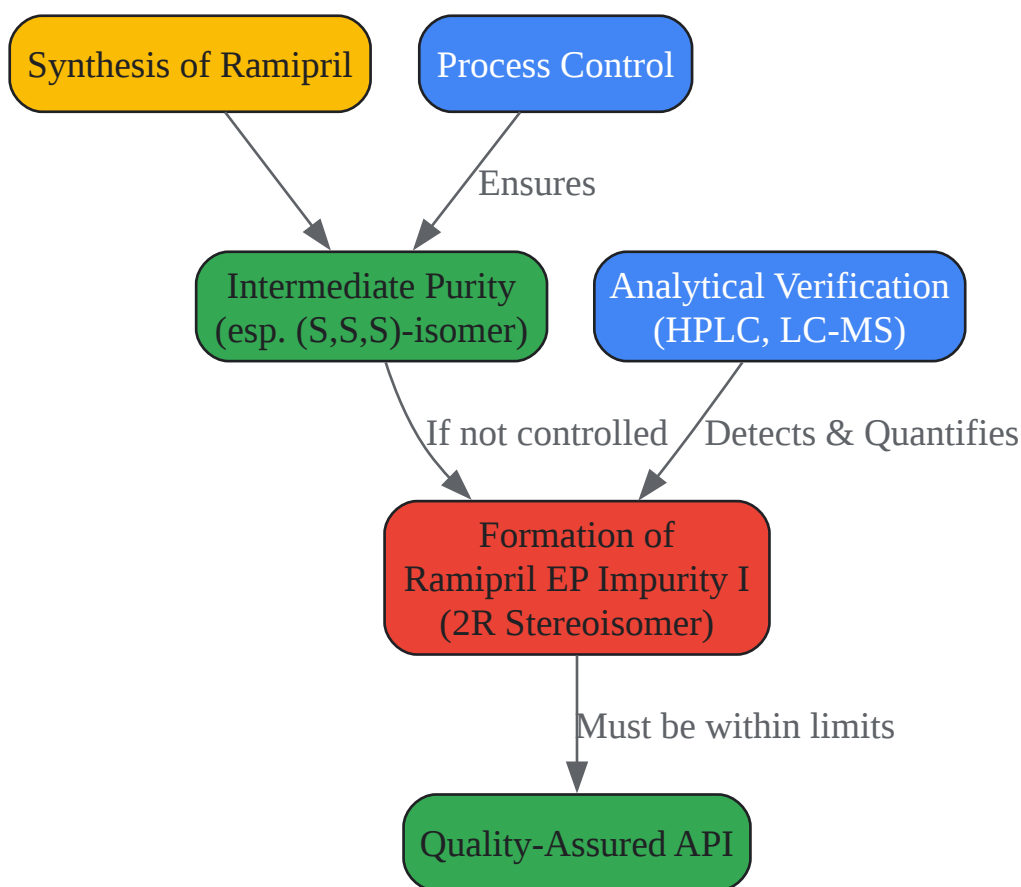 Synthesis of Ramipril
Process Control
Ensures
Intermediate Purity
(esp. (S,S,S)-isomer)
Analytical Verification
(HPLC, LC-MS)
If not controlled
Detects & Quantifies
Formation of
Ramipril EP Impurity I
(2R Stereoisomer)
Must be within limits
Quality-Assured API